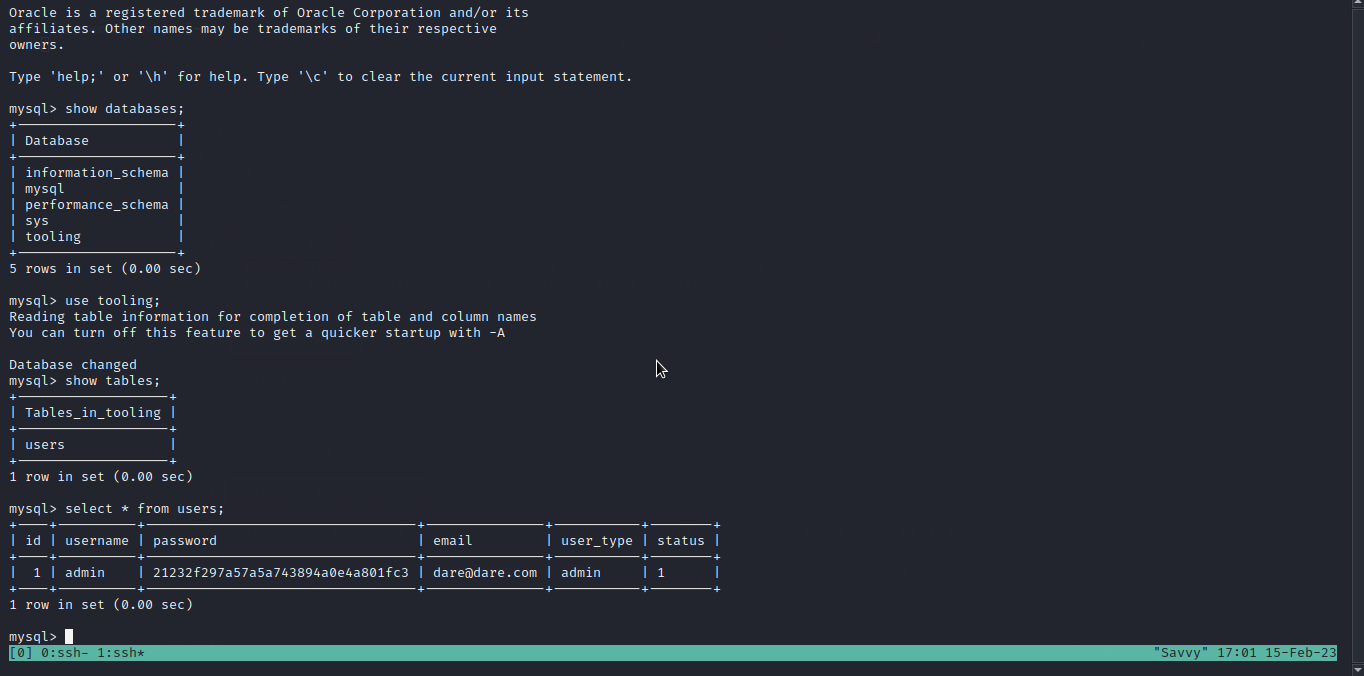 Oracle is a registered trademark of Oracle Corporation and/or its
affiliates. Other names may be trademarks of their respective
owners.
Type 'help;' or '\h' for help. Type '\c' to clear the current input statement.
mysql> show databases;
+--------------------+
| Database           |
+--------------------+
| information_schema |
| mysql              |
| performance_schema |
| sys                |
| tooling            |
+--------------------+
5 rows in set (0.00 sec)
mysql> use tooling;
Reading table information for completion of table and column names
You can turn off this feature to get a quicker startup with -A
Database changed
mysql> show tables;
+-------------------+
| Tables_in_tooling |
+-------------------+
| users             |
+-------------------+
1 row in set (0.00 sec)
mysql> select * from users;
+----+----------+----------------------------------+---------------+-----------+--------+
| id | username | password                         | email         | user_type | status |
+----+----------+----------------------------------+---------------+-----------+--------+
|  1 | admin    | 21232f297a57a5a743894a0e4a801fc3 | dare@dare.com | admin     | 1      |
+----+----------+----------------------------------+---------------+-----------+--------+
1 row in set (0.00 sec)
mysql>
[0] 0:ssh- 1:ssh* "Savvy" 17:01 15-Feb-23